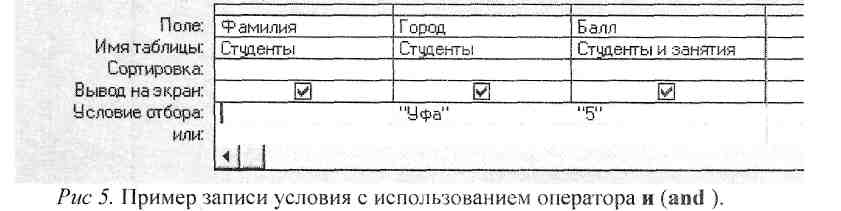 Поле: Фамилия Город Балл
Имя таблицы: Студенты Студенты Студенты и занятия
Сортировка:
Вывод на экран:
Условие отбора: "Уфа" "5"
или:
Рис 5. Пример записи условия с использованием оператора и (and ).